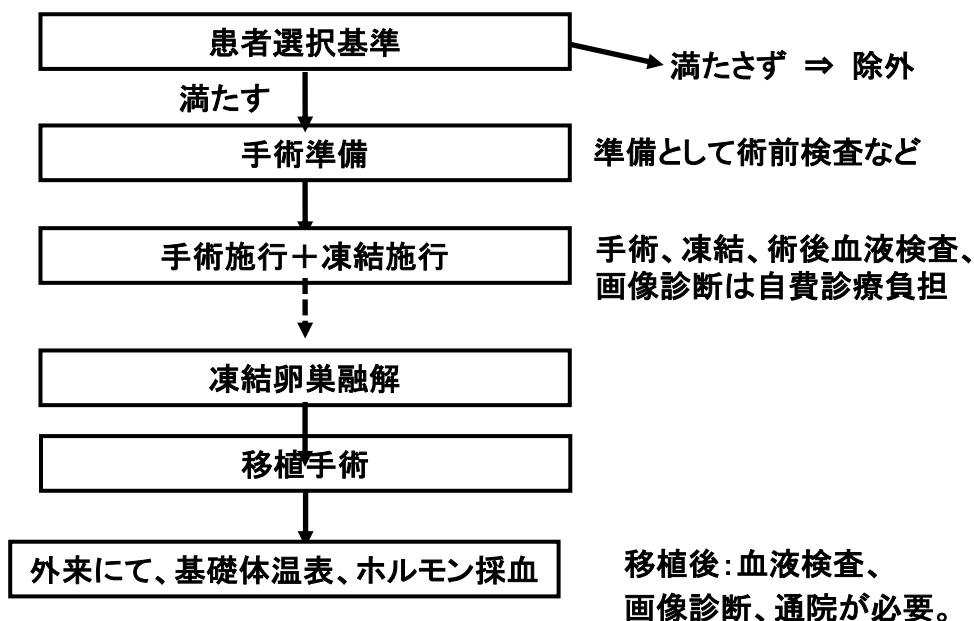 患者選択基準
満たさず ⇒ 除外
満たす
手術準備
準備として術前検査など
手術施行＋凍結施行
手術、凍結、術後血液検査、
画像診断は自費診療負担
凍結卵巣融解
移植手術
外来にて、基礎体温表、ホルモン採血
移植後：血液検査、
画像診断、通院が必要。